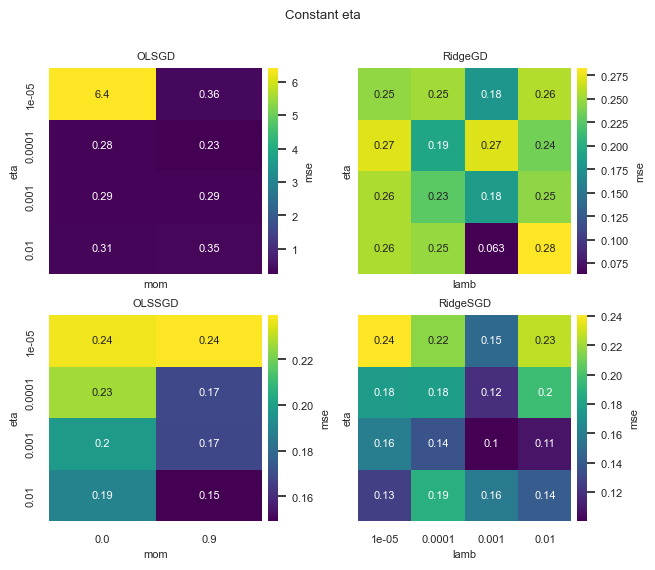 Constant eta
OLSGD
1e-05 6.4 0.36
0.0001 0.28 0.23
0.001 0.29 0.29
0.01 0.31 0.35
eta
mom
6
5
4
3
2
1
mse
RidgeGD
0.25 0.25 0.18 0.26
0.27 0.19 0.27 0.24
0.26 0.23 0.18 0.25
0.26 0.25 0.063 0.28
eta
lamb
0.275
0.250
0.225
0.200
0.175
0.150
0.125
0.100
0.075
mse
OLSSGD
1e-05 0.24 0.24
0.0001 0.23 0.17
0.001 0.2 0.17
0.01 0.19 0.15
eta
0.0 0.9
mom
0.22
0.20
0.18
0.16
mse
RidgeSGD
0.24 0.22 0.15 0.23
0.18 0.18 0.12 0.2
0.16 0.14 0.1 0.11
0.13 0.19 0.16 0.14
eta
1e-05 0.0001 0.001 0.01
lamb
0.24
0.22
0.20
0.18
0.16
0.14
0.12
mse